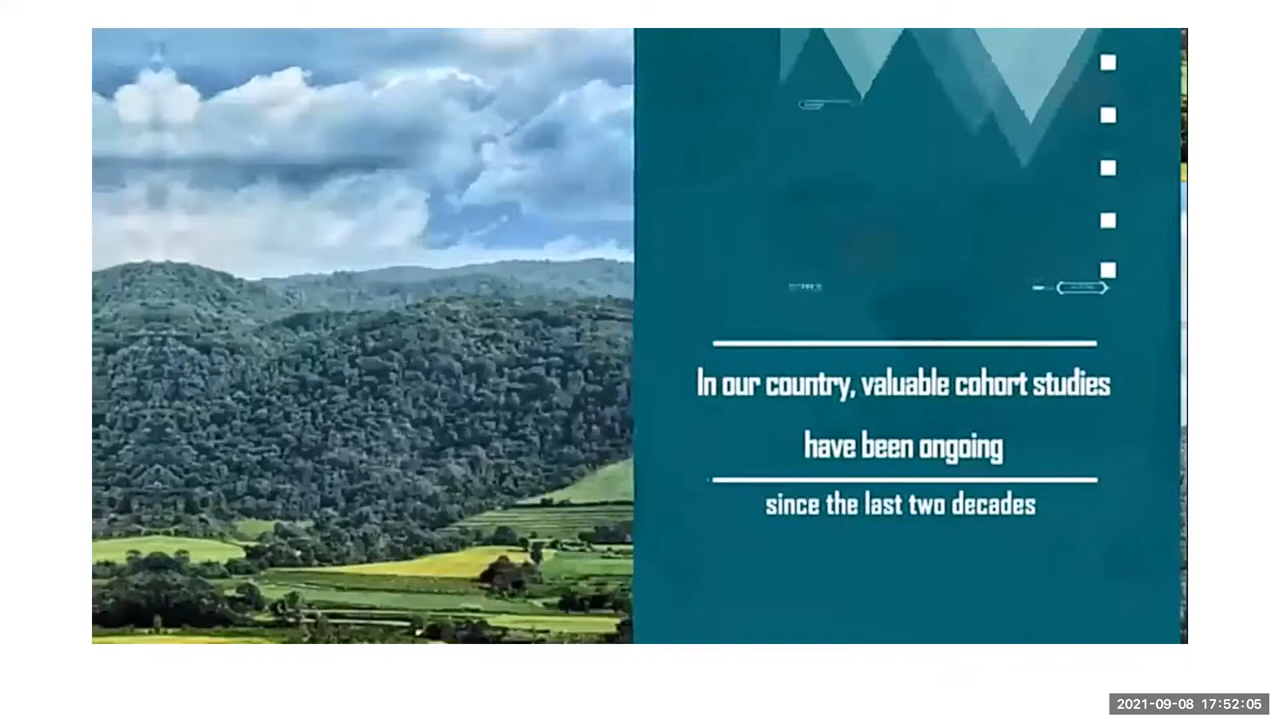 In our country, valuable cohort studies
have been ongoing
since the last two decades
2021-09-08 17:52:05